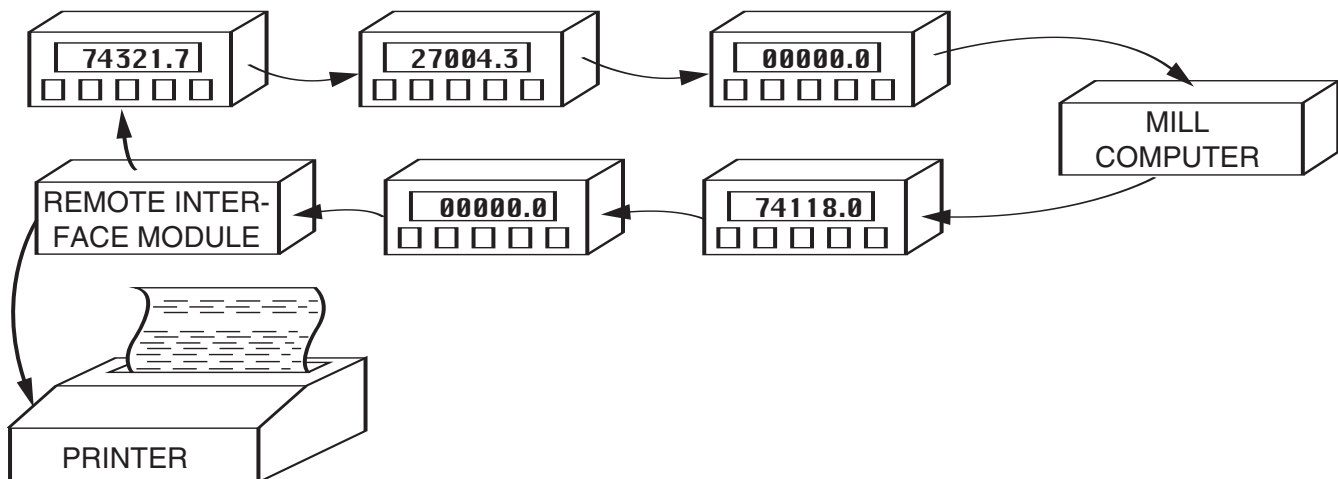 74321.7
27004.3
00000.0
MILL
COMPUTER
REMOTE INTER-
FACE MODULE
00000.0
74118.0
PRINTER